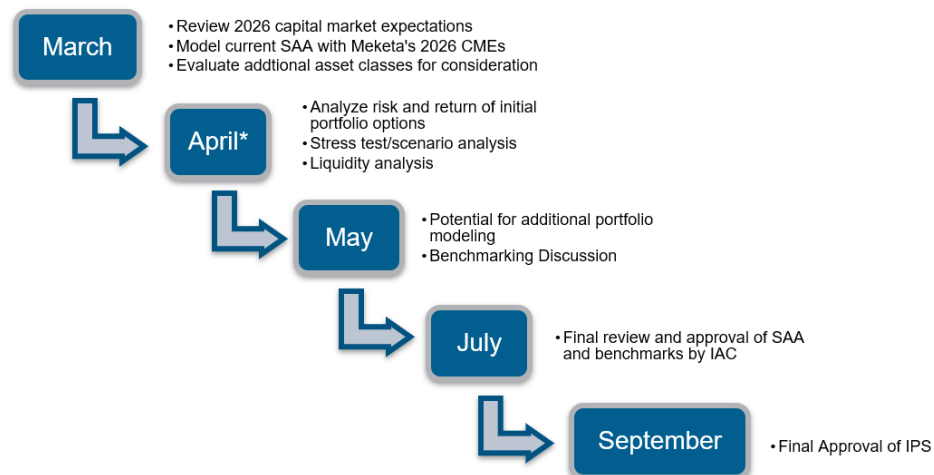 March
• Review 2026 capital market expectations
• Model current SAA with Meketa's 2026 CMEs
• Evaluate addtional asset classes for consideration
April*
• Analyze risk and return of initial
portfolio options
• Stress test/scenario analysis
• Liquidity analysis
May
• Potential for additional portfolio
modeling
• Benchmarking Discussion
July
• Final review and approval of SAA
and benchmarks by IAC
September
• Final Approval of IPS